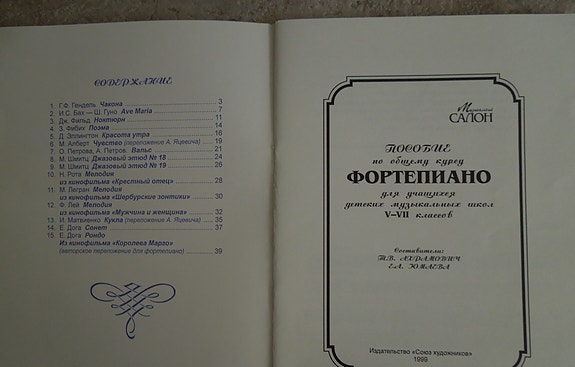 СОДЕРЖАНИЕ
1. Г.Ф. Гендель Чакона 3
2. И.С. Бах — Ш. Гуно Ave Maria 7
3. Дж. Фильд Ноктюрн 11
4. З. Фибих Поэма 14
5. Д. Эллингтон Красота утра 16
6. М. Алберт Чувство (переложение А. Яцевича) 19
7. О. Петрова, А. Петров Вальс 21
8. М. Шмитц Джазовый этюд № 18 24
9. М. Шмитц Джазовый этюд № 19 26
10. Н. Рота Мелодия
из кинофильма «Крестный отец» 28
11. М. Легран Мелодия
из кинофильма «Шербурские зонтики» 30
12. Ф. Лей Мелодия
из кинофильма «Мужчина и женщина» 32
13. И. Матвиенко Кукла (переложение А. Яцевича) 35
14. Е. Дога Сонет 37
15. Е. Дога Рондо
Из кинофильма «Королева Марго»
(авторское переложение для фортепиано) 39
Музыкальный
САЛОН
ПОСОБИЕ
по общему курсу
ФОРТЕПИАНО
для учащихся
детских музыкальных школ
V–VII классов
Составители:
Т.В. АХРАМОВИЧ
Е.А. ЮМАЕВА
Издательство «Союз художников»
1999